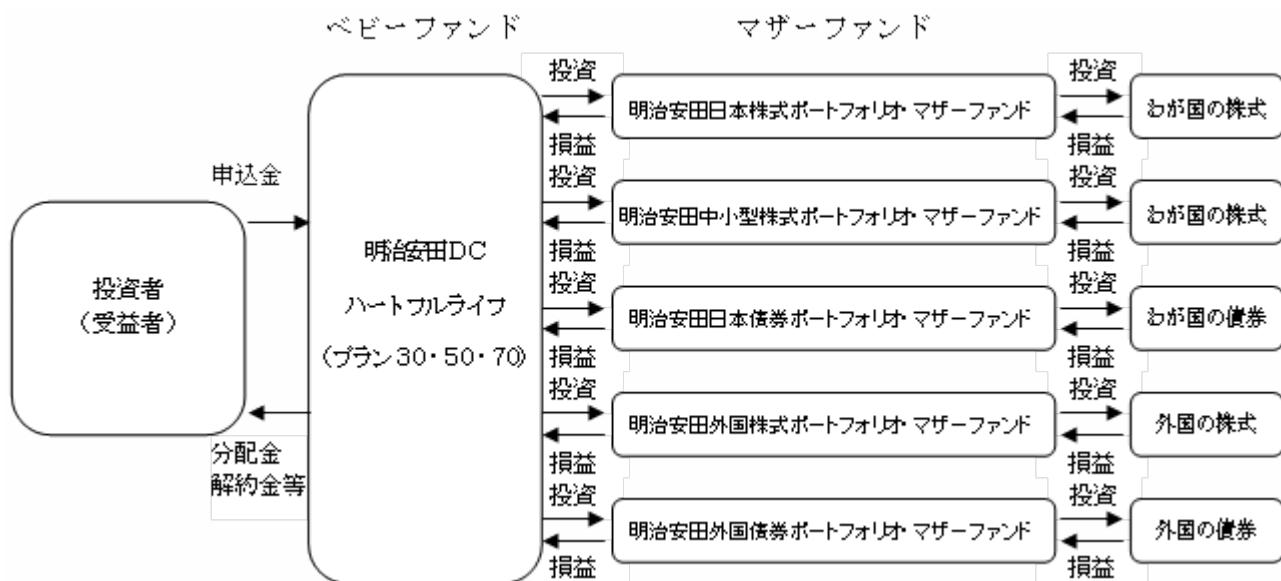 ベビーファンド
マザーファンド
投資者
（受益者）
申込金
分配金
解約金等
明治安田DC
ハートフルライフ
（プラン30・50・70）
投資
明治安田日本株式ポートフォリオ・マザーファンド
投資
わが国の株式
損益
損益
投資
明治安田中小型株式ポートフォリオ・マザーファンド
投資
わが国の株式
損益
損益
投資
明治安田日本債券ポートフォリオ・マザーファンド
投資
わが国の債券
損益
損益
投資
明治安田外国株式ポートフォリオ・マザーファンド
投資
外国の株式
損益
損益
投資
明治安田外国債券ポートフォリオ・マザーファンド
投資
外国の債券
損益
損益